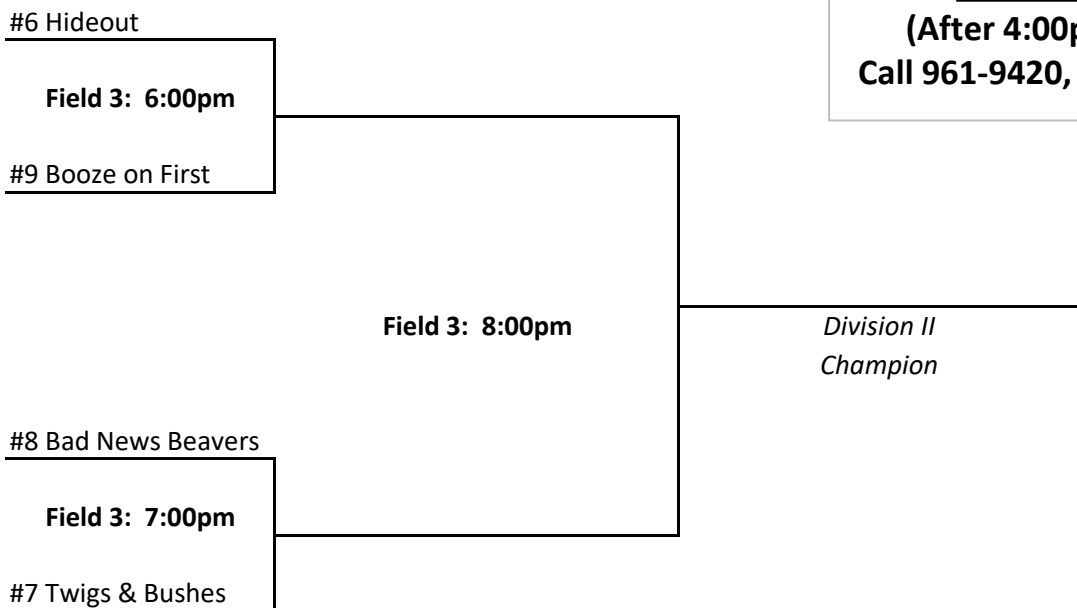 #6 Hideout
(After 4:00
Call 961-9420,
Field 3: 6:00pm
#9 Booze on First
Field 3: 8:00pm
Division II
Champion
#8 Bad News Beavers
Field 3: 7:00pm
#7 Twigs & Bushes